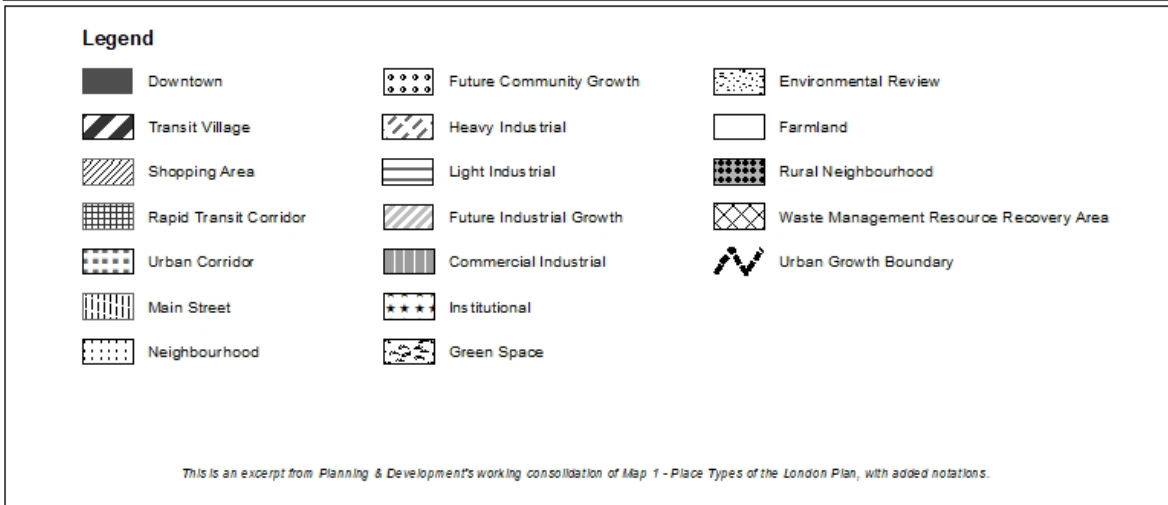 Legend
Downtown
Transit Village
Shopping Area
Rapid Transit Corridor
Urban Corridor
Main Street
Neighbourhood
Future Community Growth
Heavy Industrial
Light Industrial
Future Industrial Growth
Commercial Industrial
Institutional
Green Space
Environmental Review
Farmland
Rural Neighbourhood
Waste Management Resource Recovery Area
Urban Growth Boundary
This is an excerpt from Planning & Development's working consolidation of Map 1 - Place Types of the London Plan, with added notations.